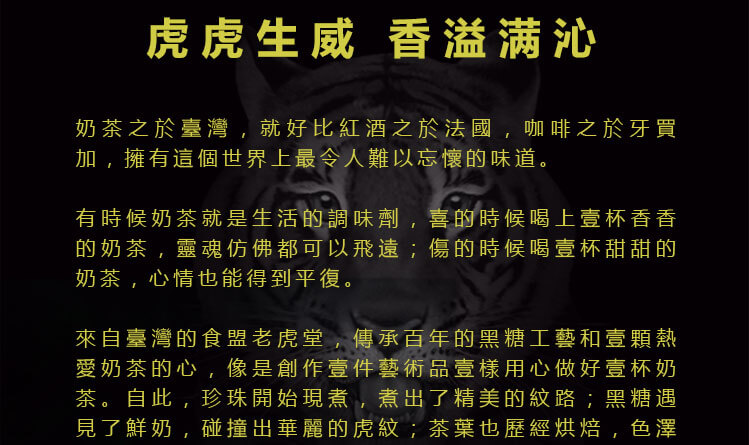 虎虎生威 香溢满沁
奶茶之於臺灣，就好比紅酒之於法國，咖啡之於牙買
加，擁有這個世界上最令人難以忘懷的味道。
有時候奶茶就是生活的調味劑，喜的時候喝上壹杯香香
的奶茶，靈魂仿佛都可以飛遠；傷的時候喝壹杯甜甜的
奶茶，心情也能得到平復。
來自臺灣的食盟老虎堂，傳承百年的黑糖工藝和壹顆熱
愛奶茶的心，像是創作壹件藝術品壹樣用心做好壹杯奶
茶。自此，珍珠開始現煮，煮出了精美的紋路；黑糖遇
見了鮮奶，碰撞出華麗的虎紋；茶葉也歷經烘焙，色澤